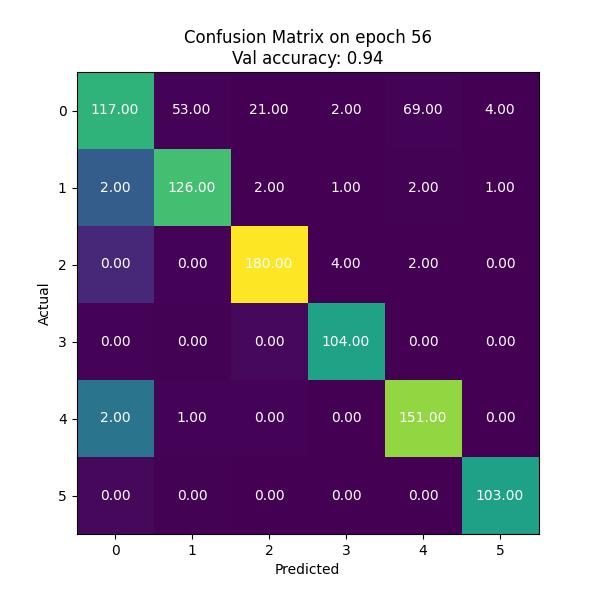 Confusion Matrix on epoch 56
Val accuracy: 0.94
0 117.00 53.00 21.00 2.00 69.00 4.00
1 2.00 126.00 2.00 1.00 2.00 1.00
2 0.00 0.00 180.00 4.00 2.00 0.00
Actual
3 0.00 0.00 0.00 104.00 0.00 0.00
4 2.00 1.00 0.00 0.00 151.00 0.00
5 0.00 0.00 0.00 0.00 0.00 103.00
0 1 2 3 4 5
Predicted